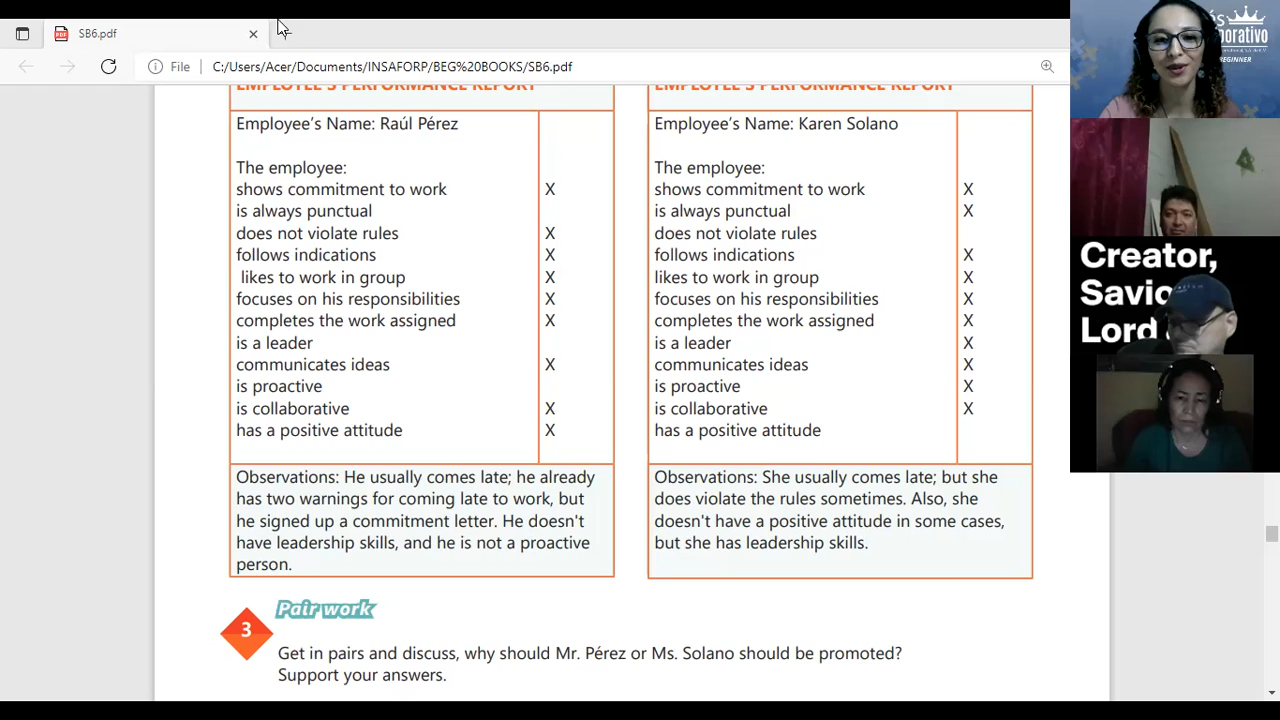 SB6.pdf
File C:/Users/Acer/Documents/INSAFORP/BEG%20BOOKS/SB6.pdf
EMPLOYEE'S PERFORMANCE REPORT
Employee's Name: Raúl Pérez
The employee:
shows commitment to work X
is always punctual
does not violate rules X
follows indications X
likes to work in group X
focuses on his responsibilities X
completes the work assigned X
is a leader
communicates ideas X
is proactive
is collaborative X
has a positive attitude X
Observations: He usually comes late; he already
has two warnings for coming late to work, but
he signed up a commitment letter. He doesn't
have leadership skills, and he is not a proactive
person.
EMPLOYEE'S PERFORMANCE REPORT
Employee's Name: Karen Solano
The employee:
shows commitment to work X
is always punctual X
does not violate rules
follows indications X
likes to work in group X
focuses on his responsibilities X
completes the work assigned X
is a leader X
communicates ideas X
is proactive X
is collaborative X
has a positive attitude
Observations: She usually comes late; but she
does violate the rules sometimes. Also, she
doesn't have a positive attitude in some cases,
but she has leadership skills.
Pair work
3
Get in pairs and discuss, why should Mr. Pérez or Ms. Solano should be promoted?
Support your answers.
BEGINNER
Creator,
Lord